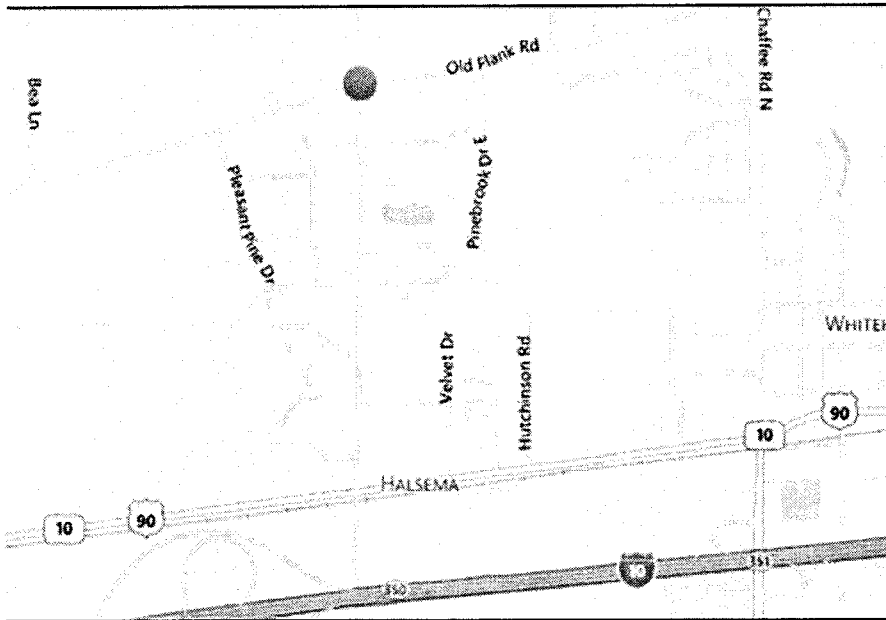 Old Plank Rd
Chaffee Rd N
Bea Ln
Pleasant Pine Dr
Pinebrook Dr E
WHITEH
Velvet Dr
Hutchinson Rd
90
10
HALSEMA
10
90
350
10
351